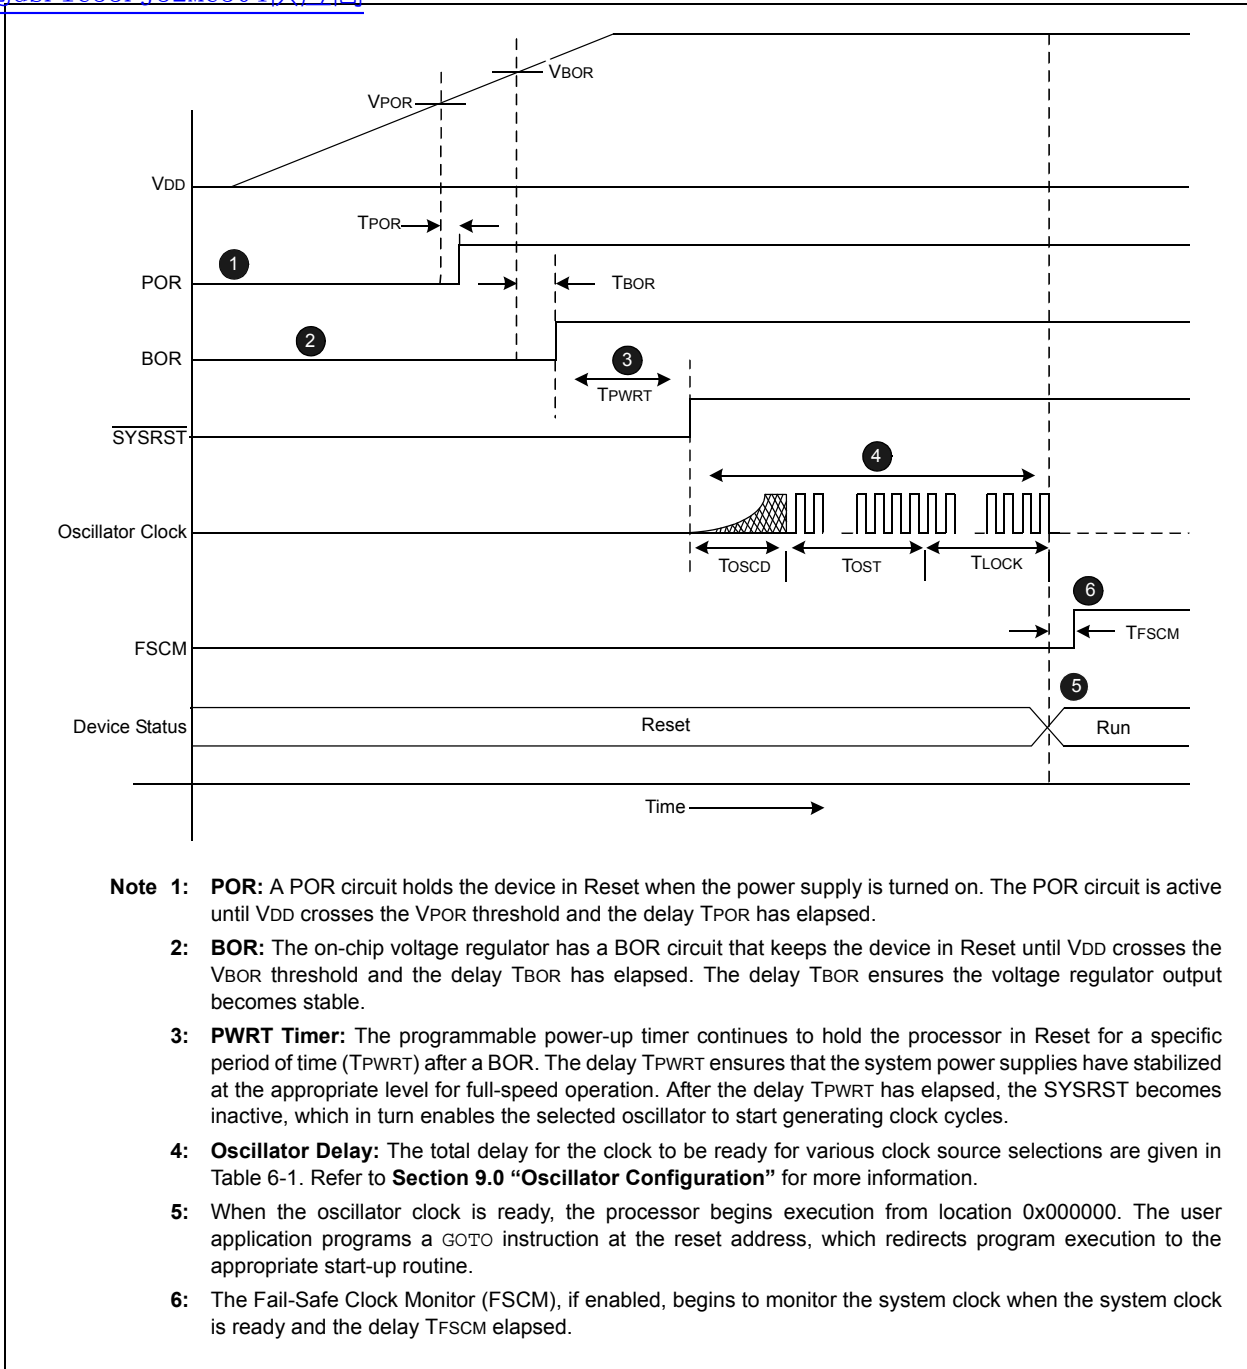 VBOR
VPOR
VDD
TPOR
1
POR
TBOR
2
BOR
3
TPWRT
SYSRST
4
Oscillator Clock
TOSCD
TOST
TLOCK
6
FSCM
TFSCM
5
Device Status
Reset
Run
Time
Note 1: POR: A POR circuit holds the device in Reset when the power supply is turned on. The POR circuit is active
until VDD crosses the VPOR threshold and the delay TPOR has elapsed.
2: BOR: The on-chip voltage regulator has a BOR circuit that keeps the device in Reset until VDD crosses the
VBOR threshold and the delay TBOR has elapsed. The delay TBOR ensures the voltage regulator output
becomes stable.
3: PWRT Timer: The programmable power-up timer continues to hold the processor in Reset for a specific
period of time (TPWRT) after a BOR. The delay TPWRT ensures that the system power supplies have stabilized
at the appropriate level for full-speed operation. After the delay TPWRT has elapsed, the SYSRST becomes
inactive, which in turn enables the selected oscillator to start generating clock cycles.
4: Oscillator Delay: The total delay for the clock to be ready for various clock source selections are given in
Table 6-1. Refer to Section 9.0 “Oscillator Configuration” for more information.
5: When the oscillator clock is ready, the processor begins execution from location 0x000000. The user
application programs a GOTO instruction at the reset address, which redirects program execution to the
appropriate start-up routine.
6: The Fail-Safe Clock Monitor (FSCM), if enabled, begins to monitor the system clock when the system clock
is ready and the delay TFSCM elapsed.